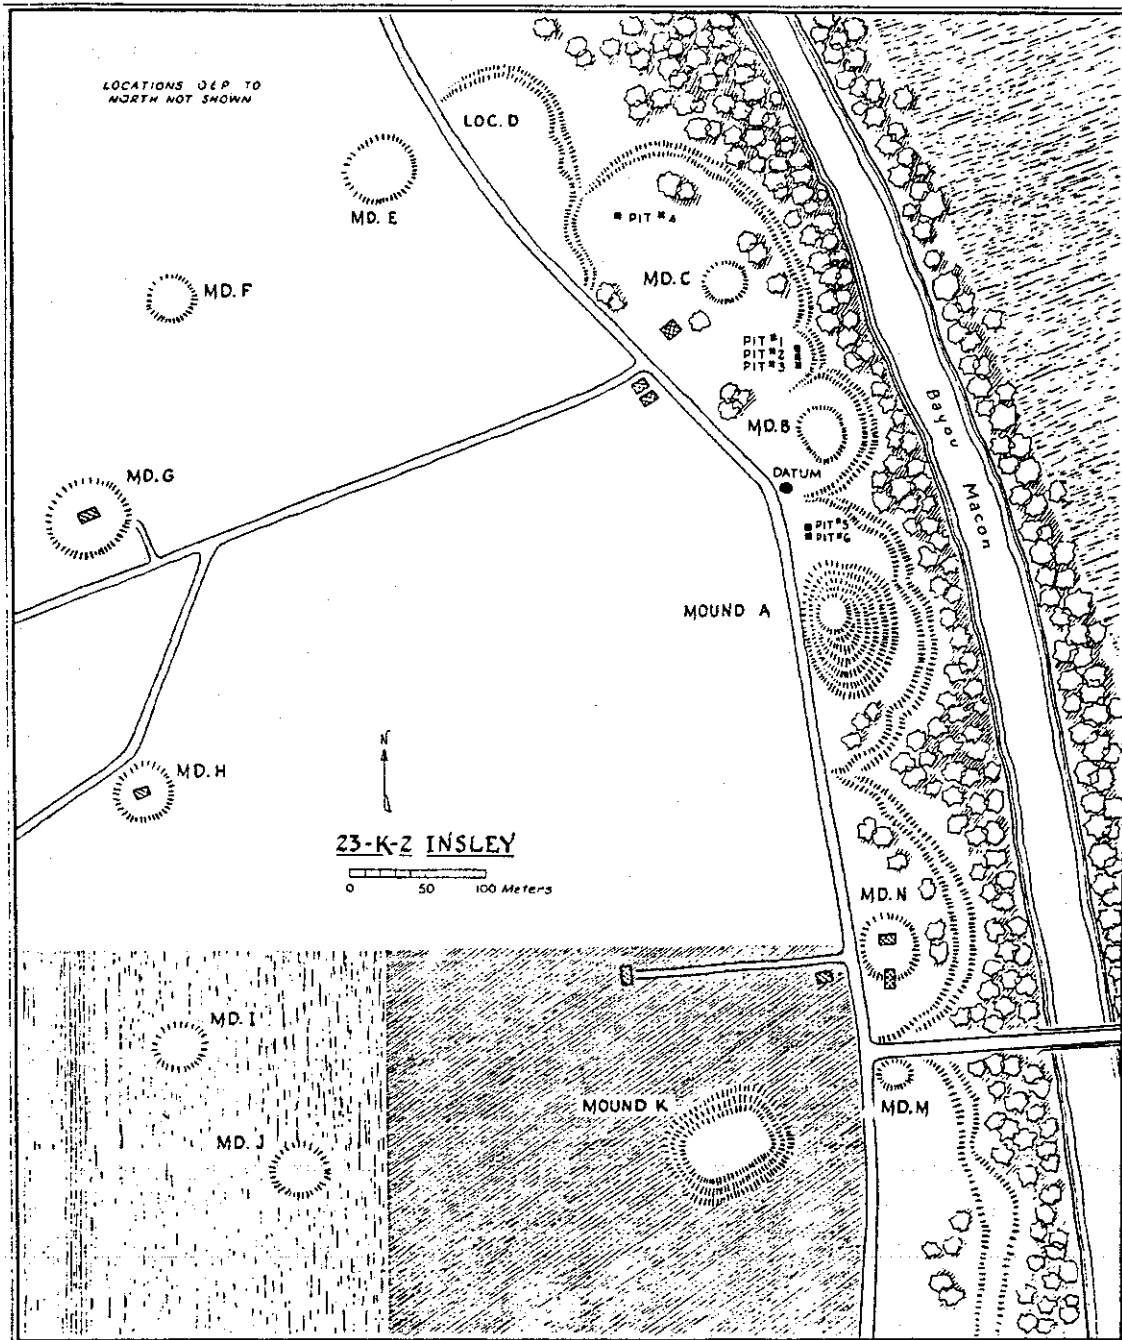 LOCATIONS O&P TO
NORTH NOT SHOWN
LOC. D
MD. E
PIT #4
MD. F
MD. C
PIT #1
PIT #2
PIT #3
MD. B
Bayou
Macon
MD. G
DATUM
PIT #5
PIT #6
MOUND A
MD. H
N
23-K-2 INSLEY
0 50 100 Meters
MD. N
MD. I
MOUND K
MD. M
MD. J